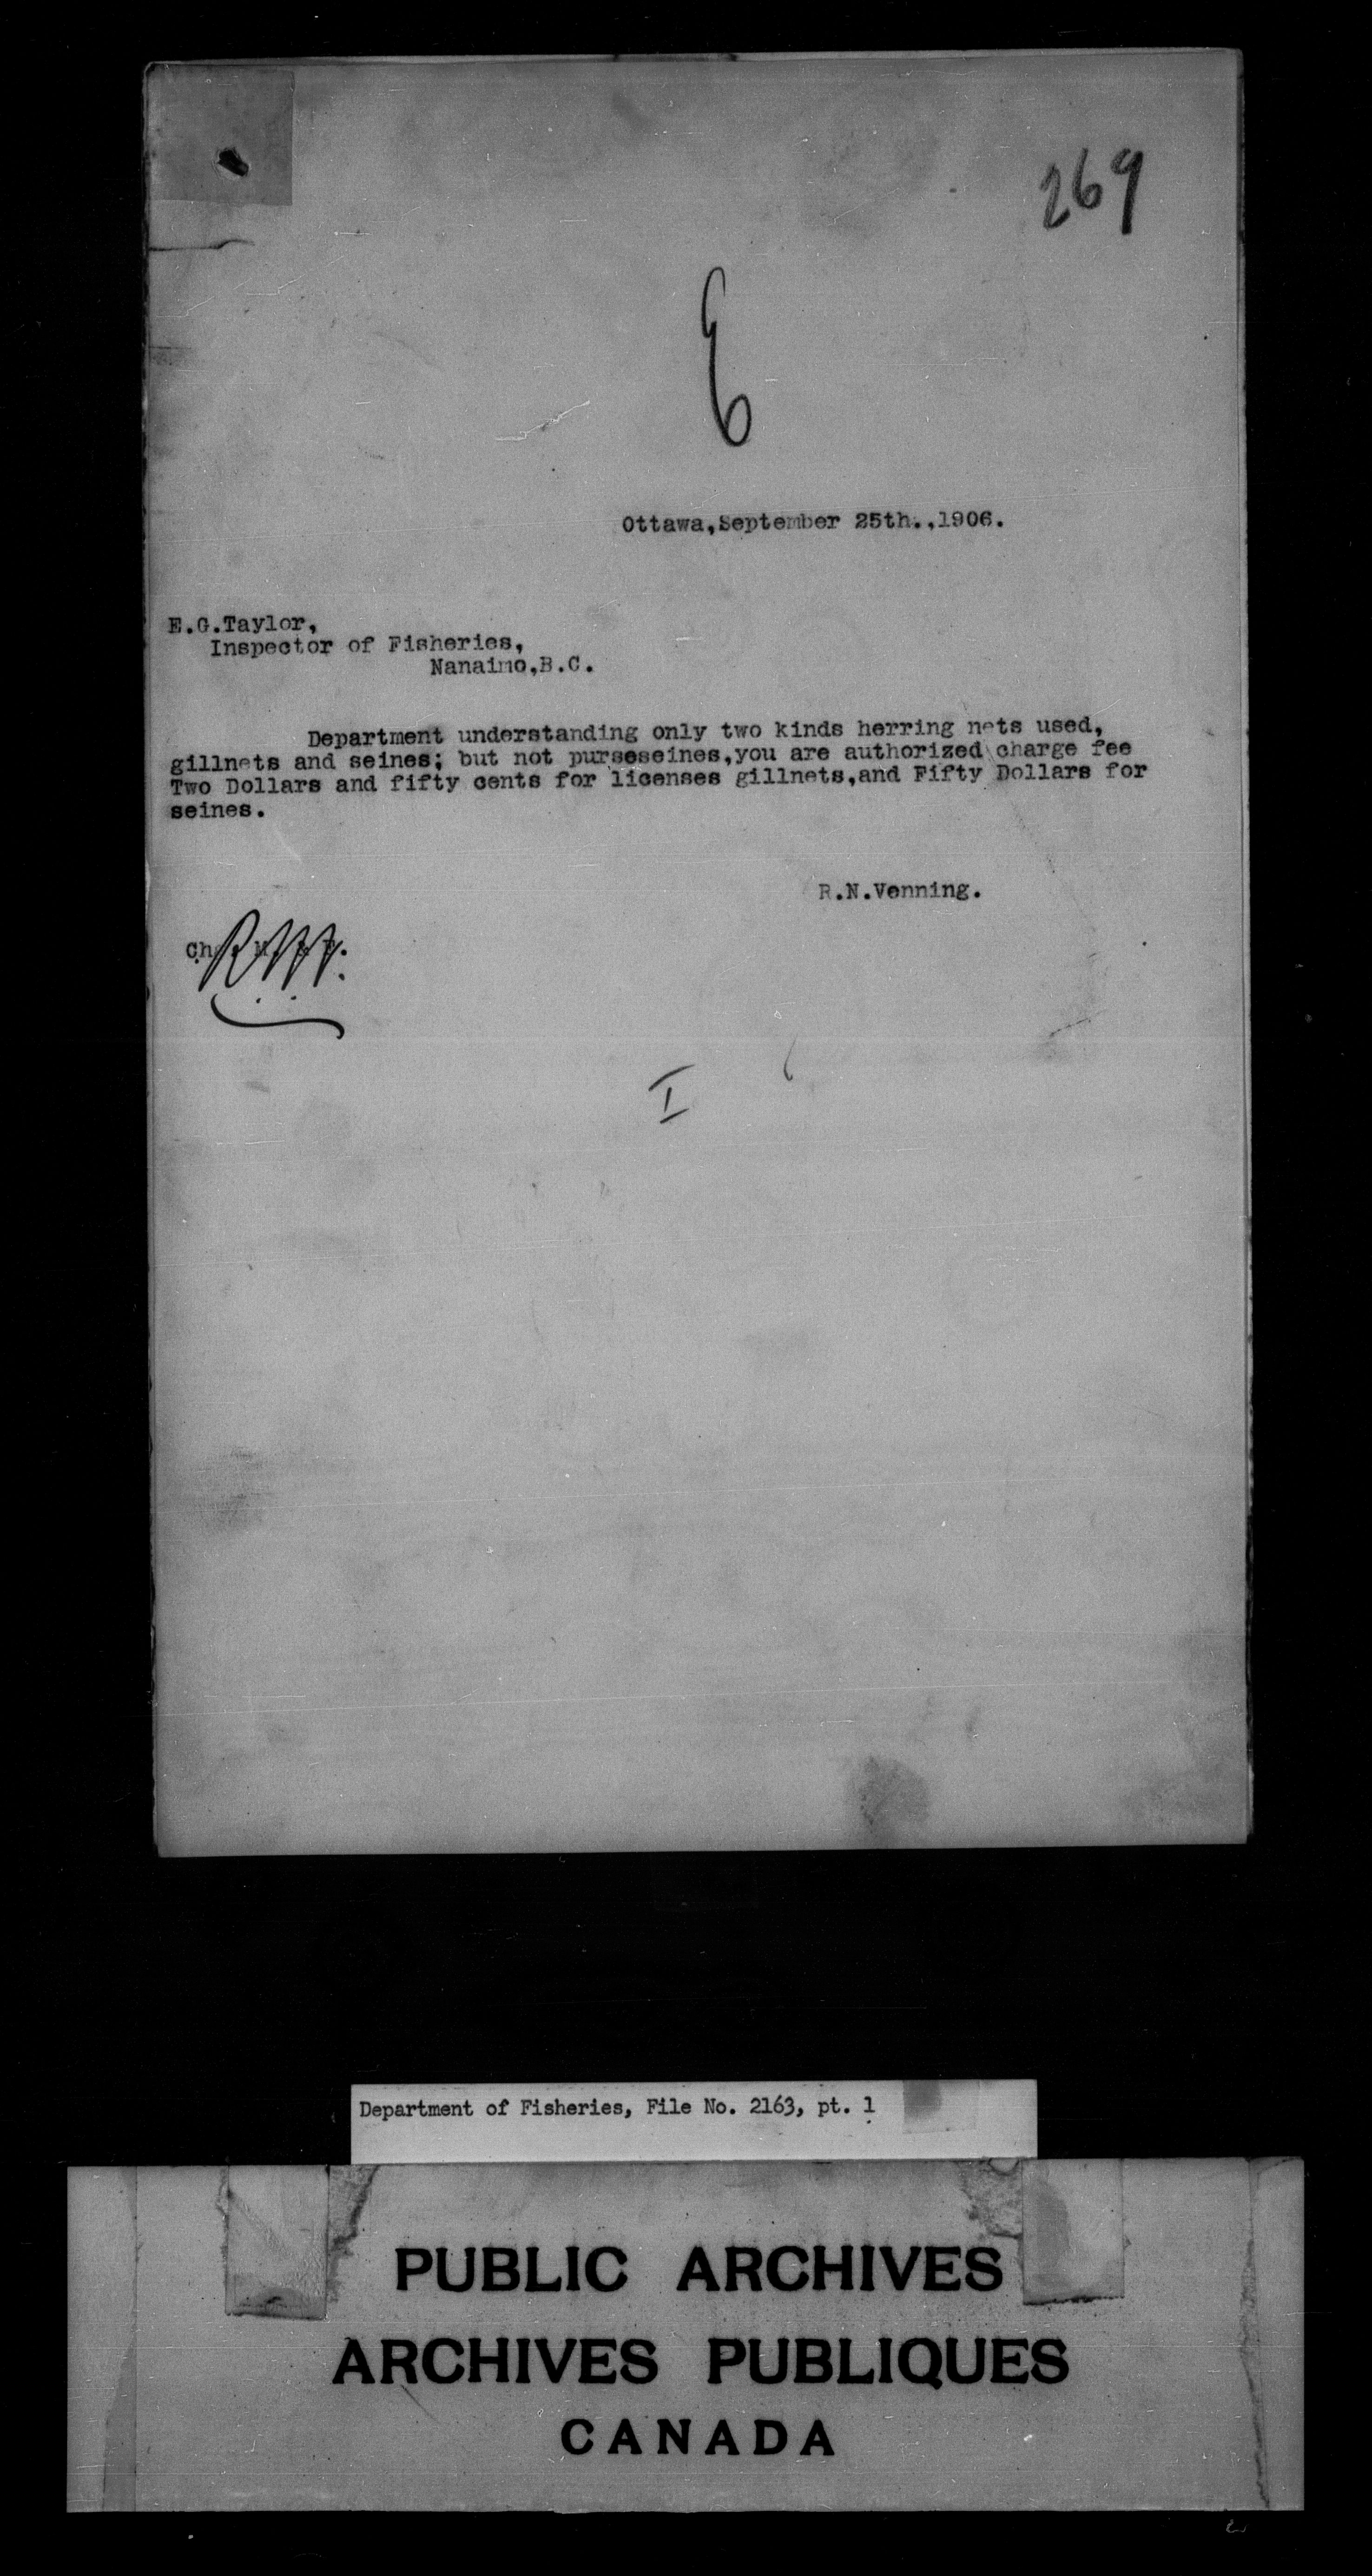 269
Ottawa,September 25th.,1906.
E.G.Taylor,
Inspector of Fisheries,
Nanaimo,B.C.
Department understanding only two kinds herring nets used,
gillnets and seines; but not purseseines,you are authorized charge fee
Two Dollars and fifty cents for licenses gillnets,and Fifty Dollars for
seines.
R.N.Venning.
I
Department of Fisheries, File No. 2163, pt. 1
PUBLIC ARCHIVES
ARCHIVES PUBLIQUES
CANADA